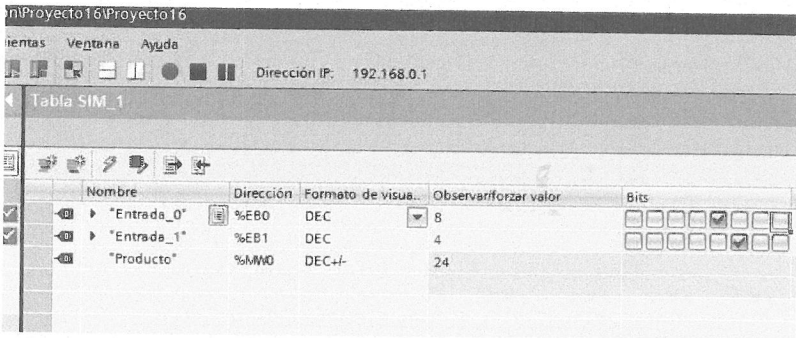 ón\Proyecto16\Proyecto16
ientas Ventana Ayuda
Dirección IP: 192.168.0.1
Tabla SIM_1
Nombre Dirección Formato de visua.. Observar/forzar valor Bits
"Entrada_0" %EB0 DEC 8
"Entrada_1" %EB1 DEC 4
"Producto" %MW0 DEC+/- 24